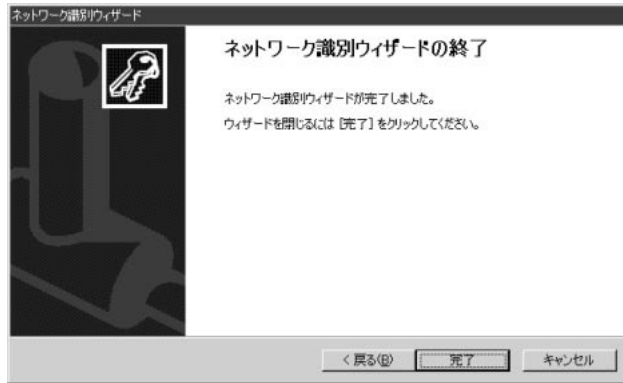 ネットワーク識別ウィザード
ネットワーク識別ウィザードの終了
ネットワーク識別ウィザードが完了しました。
ウィザードを閉じるには [完了] をクリックしてください。
< 戻る(B)
完了
キャンセル